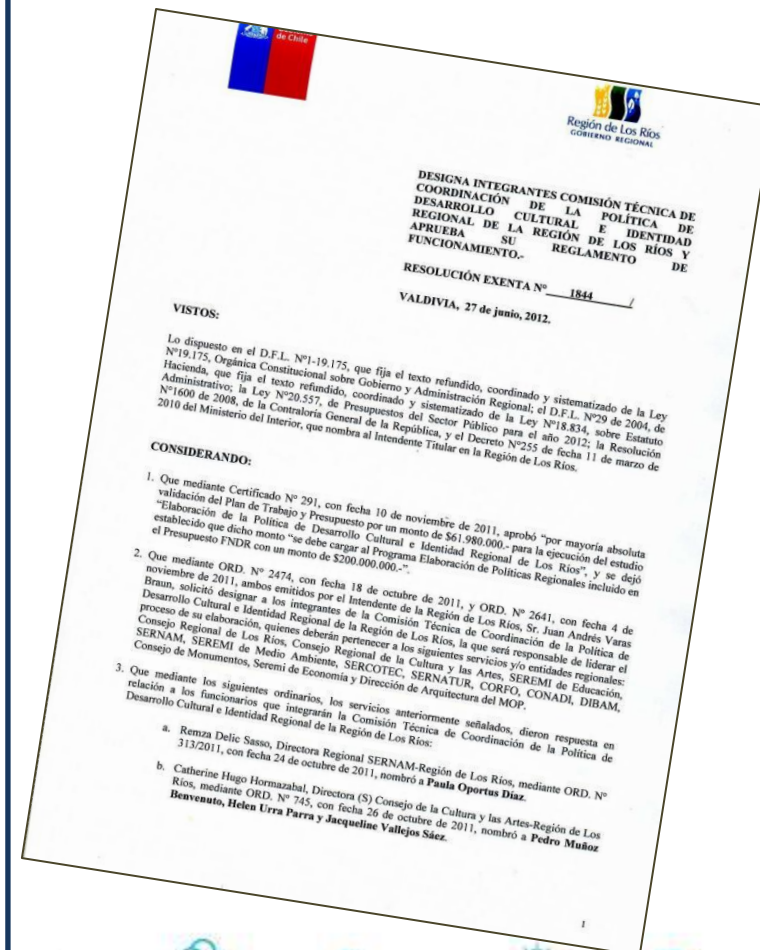 de Chile
Región de Los Ríos
GOBIERNO REGIONAL
DESIGNA INTEGRANTES COMISIÓN TÉCNICA DE
COORDINACIÓN DE LA POLÍTICA DE
DESARROLLO CULTURAL E IDENTIDAD
REGIONAL DE LA REGIÓN DE LOS RÍOS Y
APRUEBA SU REGLAMENTO DE
FUNCIONAMIENTO.-
RESOLUCIÓN EXENTA Nº 1844 /
VALDIVIA, 27 de junio, 2012.
VISTOS:
Lo dispuesto en el D.F.L. Nº1-19.175, que fija el texto refundido, coordinado y sistematizado de la Ley
Nº19.175, Orgánica Constitucional sobre Gobierno y Administración Regional; el D.F.L. Nº29 de 2004, de
Hacienda, que fija el texto refundido, coordinado y sistematizado de la Ley Nº18.834, sobre Estatuto
Administrativo; la Ley Nº20.557, de Presupuestos del Sector Público para el año 2012; la Resolución
Nº1600 de 2008, de la Contraloría General de la República, y el Decreto Nº255 de fecha 11 de marzo de
2010 del Ministerio del Interior, que nombra al Intendente Titular en la Región de Los Ríos.
CONSIDERANDO:
1. Que mediante Certificado Nº 291, con fecha 10 de noviembre de 2011, aprobó “por mayoría absoluta
validación del Plan de Trabajo y Presupuesto por un monto de $61.980.000.- para la ejecución del estudio
“Elaboración de la Política de Desarrollo Cultural e Identidad Regional de Los Ríos”, y se dejó
establecido que dicho monto “se debe cargar al Programa Elaboración de Políticas Regionales incluido en
el Presupuesto FNDR con un monto de $200.000.000.-”.
2. Que mediante ORD. Nº 2474, con fecha 18 de octubre de 2011, y ORD. Nº 2641, con fecha 4 de
noviembre de 2011, ambos emitidos por el Intendente de la Región de Los Ríos, Sr. Juan Andrés Varas
Braun, solicitó designar a los integrantes de la Comisión Técnica de Coordinación de la Política de
Desarrollo Cultural e Identidad Regional de la Región de Los Ríos, la que será responsable de liderar el
proceso de su elaboración, quienes deberán pertenecer a los siguientes servicios y/o entidades regionales:
Consejo Regional de Los Ríos, Consejo Regional de la Cultura y las Artes, SEREMI de Educación,
SERNAM, SEREMI de Medio Ambiente, SERCOTEC, SERNATUR, CORFO, CONADI, DIBAM,
Consejo de Monumentos, Seremi de Economía y Dirección de Arquitectura del MOP.
3. Que mediante los siguientes ordinarios, los servicios anteriormente señalados, dieron respuesta en
relación a los funcionarios que integrarán la Comisión Técnica de Coordinación de la Política de
Desarrollo Cultural e Identidad Regional de la Región de Los Ríos:
a. Remza Delic Sasso, Directora Regional SERNAM-Región de Los Ríos, mediante ORD. Nº
313/2011, con fecha 24 de octubre de 2011, nombró a Paula Oportus Díaz.
b. Catherine Hugo Hormazabal, Directora (S) Consejo de la Cultura y las Artes-Región de Los
Ríos, mediante ORD. Nº 745, con fecha 26 de octubre de 2011, nombró a Pedro Muñoz
Benvenuto, Helen Urra Parra y Jacqueline Vallejos Sáez.
1